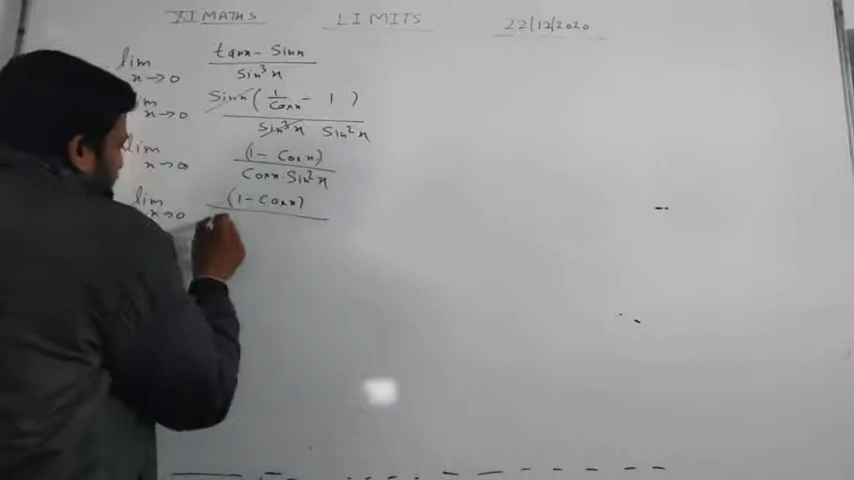 XI MATHS LIMITS 22/12/2020
lim x→0 tanx - Sinx / Sin³x
lim x→0 Sinx ( 1/Cosx - 1 ) / Sin³x Sin²x
lim x→0 (1 - Cosx) / Cosx · Sin²x
lim x→0 (1 - Cosx)